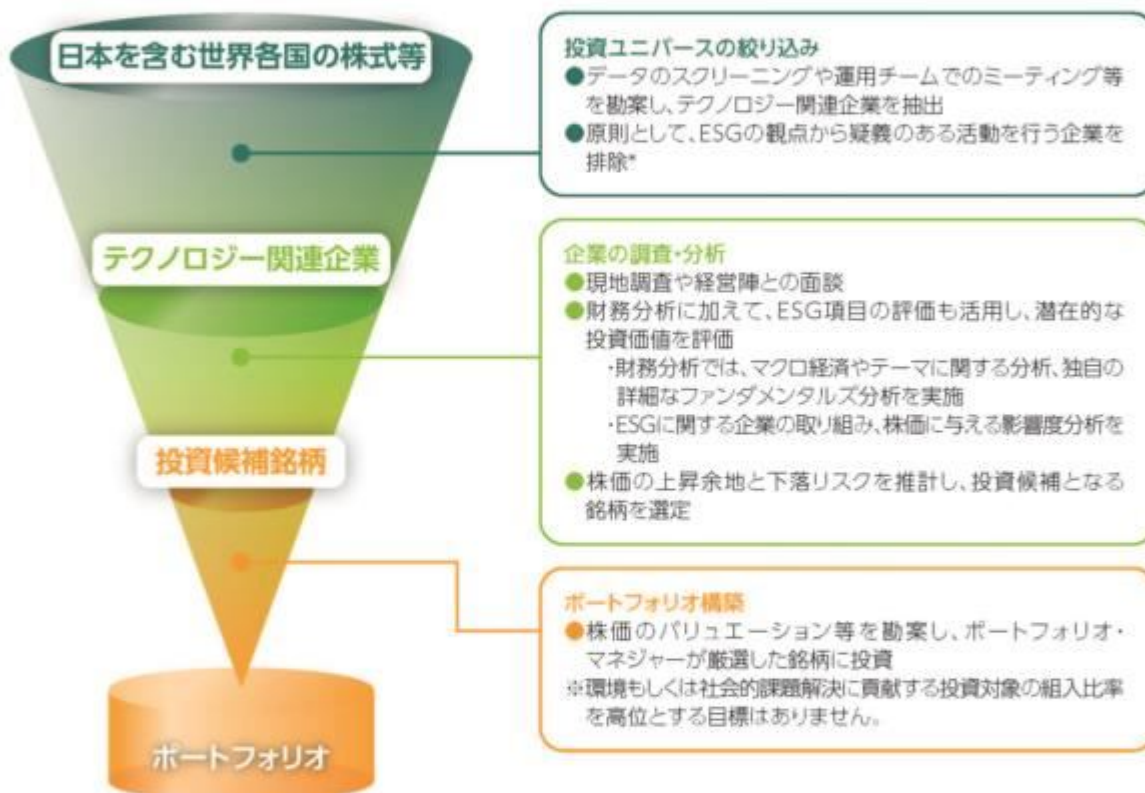 日本を含む世界各国の株式等
投資ユニバースの絞り込み
●データのスクリーニングや運用チームでのミーティング等
を勘案し、テクノロジー関連企業を抽出
●原則として、ESGの観点から疑義のある活動を行う企業を
排除*
テクノロジー関連企業
企業の調査・分析
●現地調査や経営陣との面談
●財務分析に加えて、ESG項目の評価も活用し、潜在的な
投資価値を評価
・財務分析では、マクロ経済やテーマに関する分析、独自の
詳細なファンダメンタルズ分析を実施
・ESGに関する企業の取り組み、株価に与える影響度分析を
実施
●株価の上昇余地と下落リスクを推計し、投資候補となる
銘柄を選定
投資候補銘柄
ポートフォリオ構築
●株価のバリュエーション等を勘案し、ポートフォリオ・
マネジャーが厳選した銘柄に投資
※環境もしくは社会的課題解決に貢献する投資対象の組入比率
を高位とする目標はありません。
ポートフォリオ